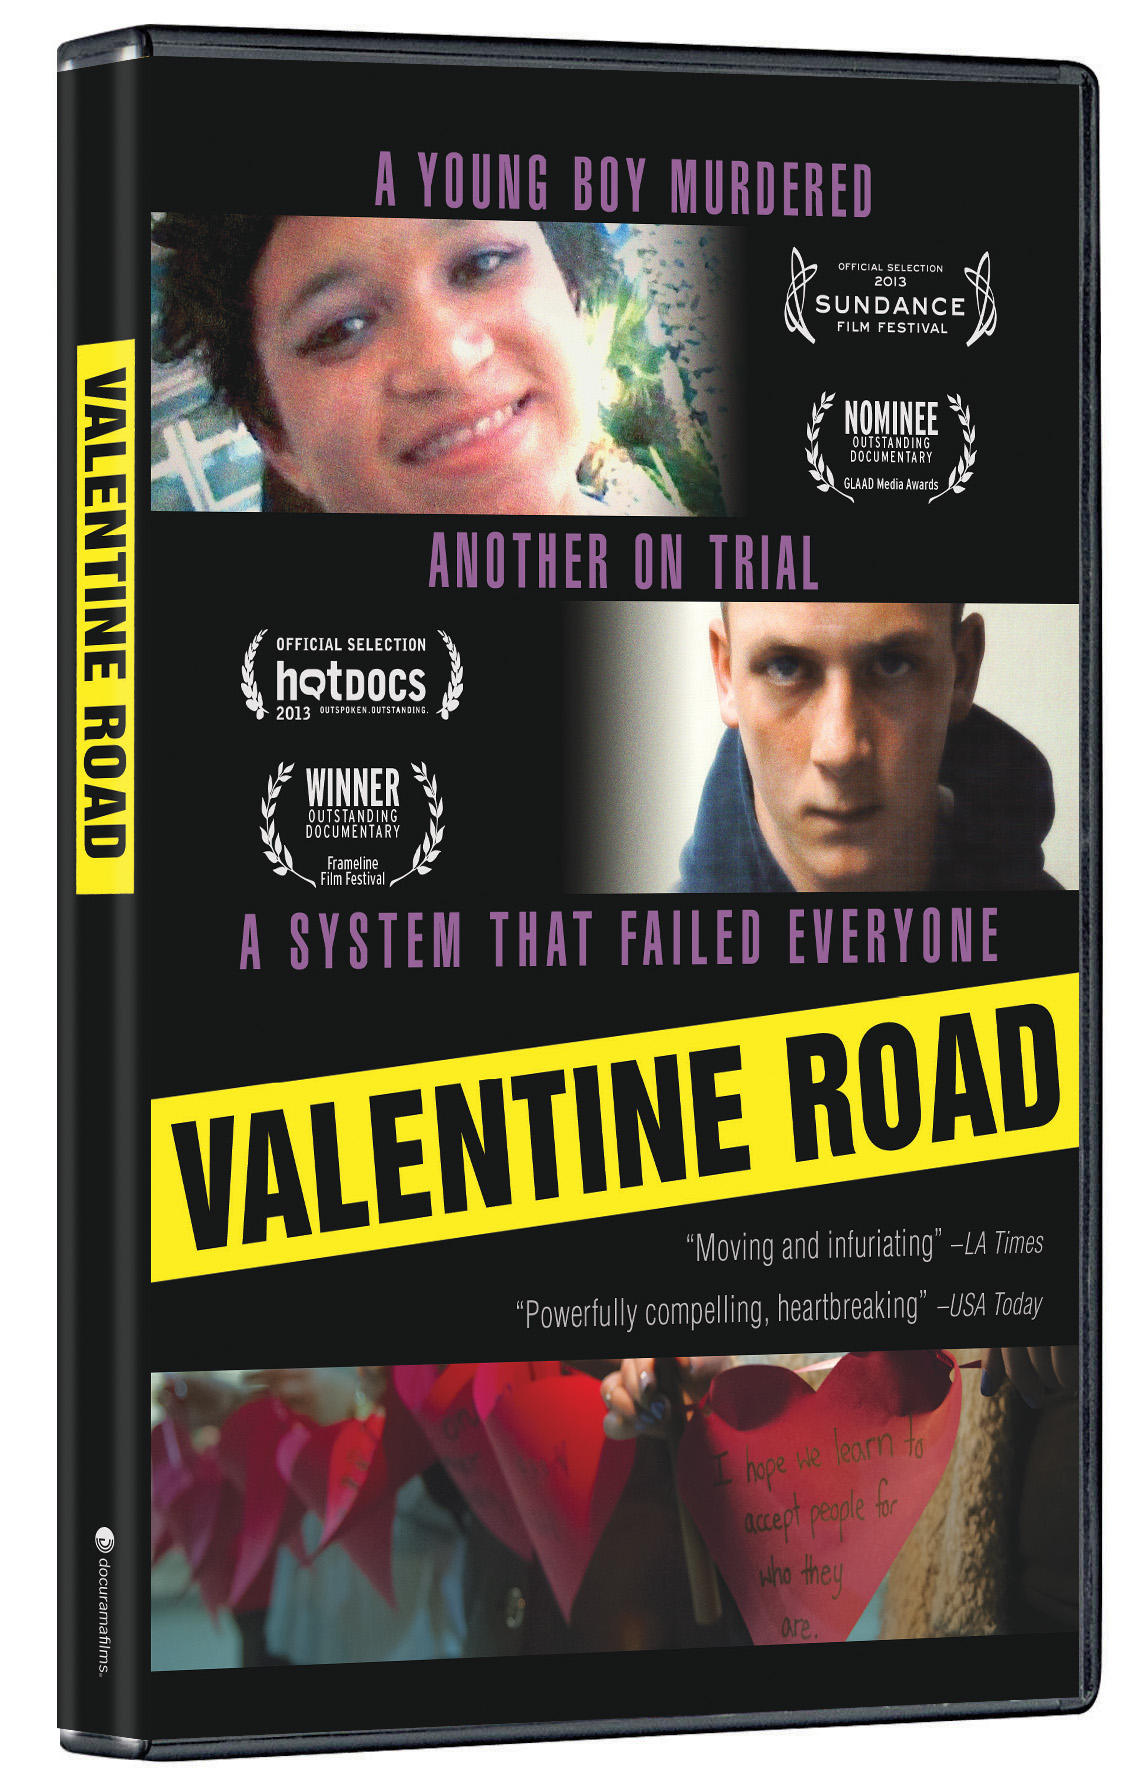 A YOUNG BOY MURDERED
OFFICIAL SELECTION
2013
SUNDANCE
FILM FESTIVAL
NOMINEE
OUTSTANDING
DOCUMENTARY
GLAAD Media Awards
ANOTHER ON TRIAL
OFFICIAL SELECTION
hotDOCS
2013 OUTSPOKEN.OUTSTANDING.
WINNER
OUTSTANDING
DOCUMENTARY
Frameline
Film Festival
A SYSTEM THAT FAILED EVERYONE
VALENTINE ROAD
“Moving and infuriating” –LA Times
“Powerfully compelling, heartbreaking” –USA Today
I hope we learn to
accept people for
who they
are.
VALENTINE ROAD
docuramafilms.